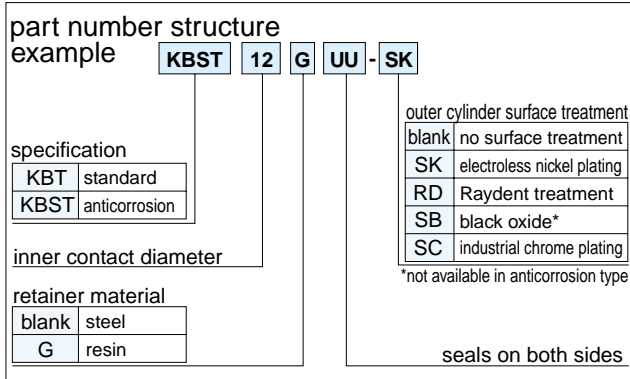 part number structure
example KBST 12 G UU - SK
outer cylinder surface treatment
blank no surface treatment
SK electroless nickel plating
RD Raydent treatment
SB black oxide*
SC industrial chrome plating
*not available in anticorrosion type
specification
KBT standard
KBST anticorrosion
inner contact diameter
retainer material
blank steel
G resin
seals on both sides